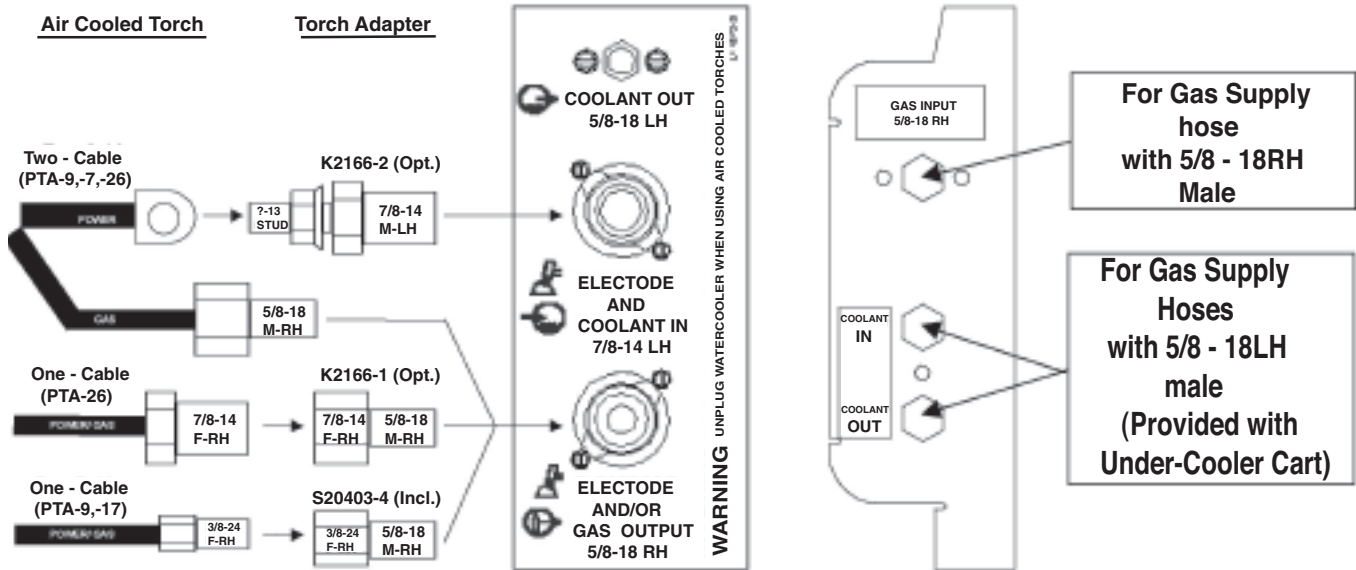 Air Cooled Torch
Torch Adapter
Two - Cable
(PTA-9,-7,-26)
POWER
GAS
5/8-18
M-RH
K2166-2 (Opt.)
?-13
STUD
7/8-14
M-LH
One - Cable
(PTA-26)
POWER/ GAS
7/8-14
F-RH
K2166-1 (Opt.)
7/8-14
F-RH
5/8-18
M-RH
One - Cable
(PTA-9,-17)
POWER/ GAS
3/8-24
F-RH
S20403-4 (Incl.)
3/8-24
F-RH
5/8-18
M-RH
COOLANT OUT
5/8-18 LH
ELECTODE
AND
COOLANT IN
7/8-14 LH
ELECTODE
AND/OR
GAS OUTPUT
5/8-18 RH
WARNING UNPLUG WATERCOOLER WHEN USING AIR COOLED TORCHES
GAS INPUT
5/8-18 RH
COOLANT
IN
COOLANT
OUT
For Gas Supply
hose
with 5/8 - 18RH
Male
For Gas Supply
Hoses
with 5/8 - 18LH
male
(Provided with
Under-Cooler Cart)